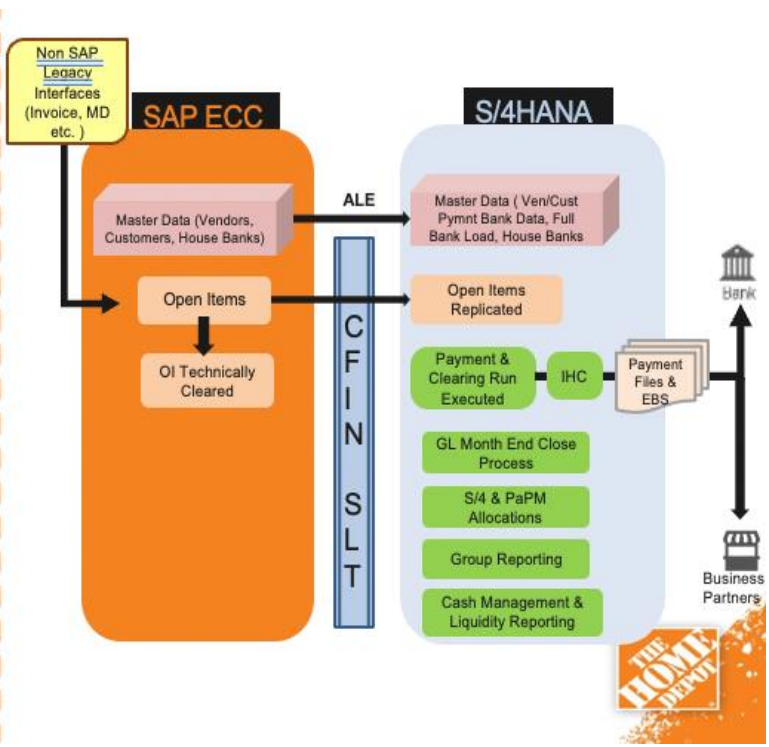 Non SAP
Legacy
Interfaces
(Invoice, MD
etc. )
SAP ECC
S/4HANA
Master Data (Vendors,
Customers, House Banks)
ALE
Master Data ( Ven/Cust
Pymnt Bank Data, Full
Bank Load, House Banks
Open Items
Open Items
Replicated
OI Technically
Cleared
CFIN SLT
Payment &
Clearing Run
Executed
IHC
Payment
Files &
EBS
Bank
GL Month End Close
Process
S/4 & PaPM
Allocations
Group Reporting
Cash Management &
Liquidity Reporting
Business
Partners
THE
HOME
DEPOT